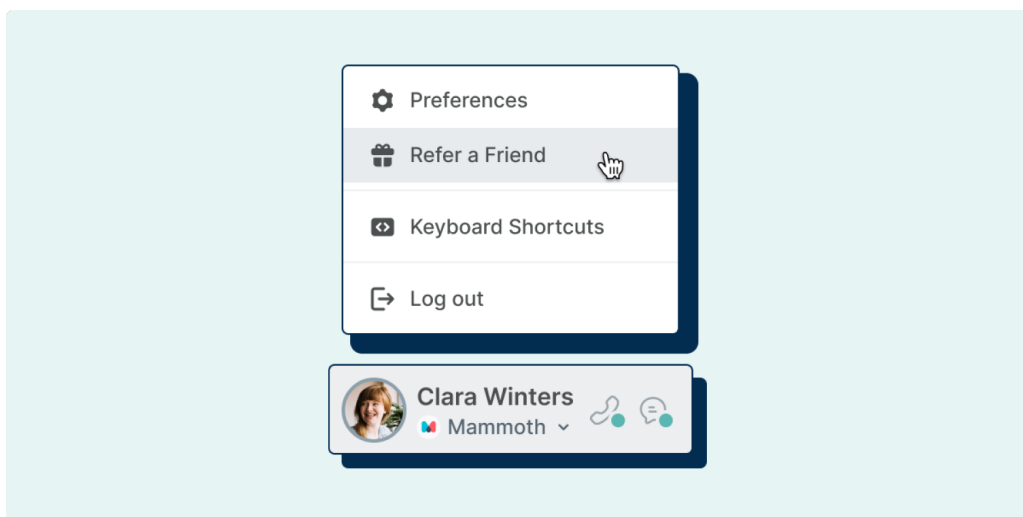 Preferences
Refer a Friend
Keyboard Shortcuts
Log out
Clara Winters
Mammoth